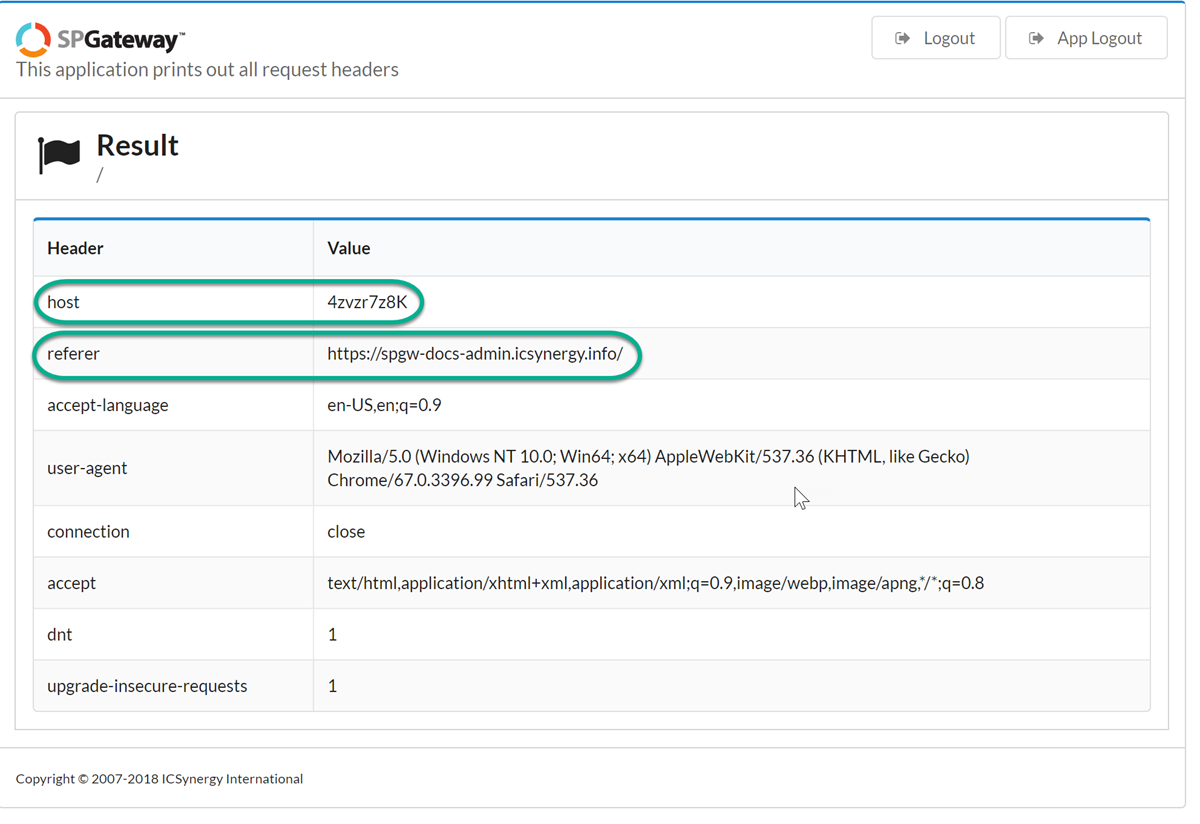 SPGateway™
Logout
App Logout
This application prints out all request headers
Result
/
Header Value
host 4zvzr7z8K
referer https://spgw-docs-admin.icsynergy.info/
accept-language en-US,en;q=0.9
user-agent Mozilla/5.0 (Windows NT 10.0; Win64; x64) AppleWebKit/537.36 (KHTML, like Gecko)
Chrome/67.0.3396.99 Safari/537.36
connection close
accept text/html,application/xhtml+xml,application/xml;q=0.9,image/webp,image/apng,*/*;q=0.8
dnt 1
upgrade-insecure-requests 1
Copyright © 2007-2018 ICSynergy International